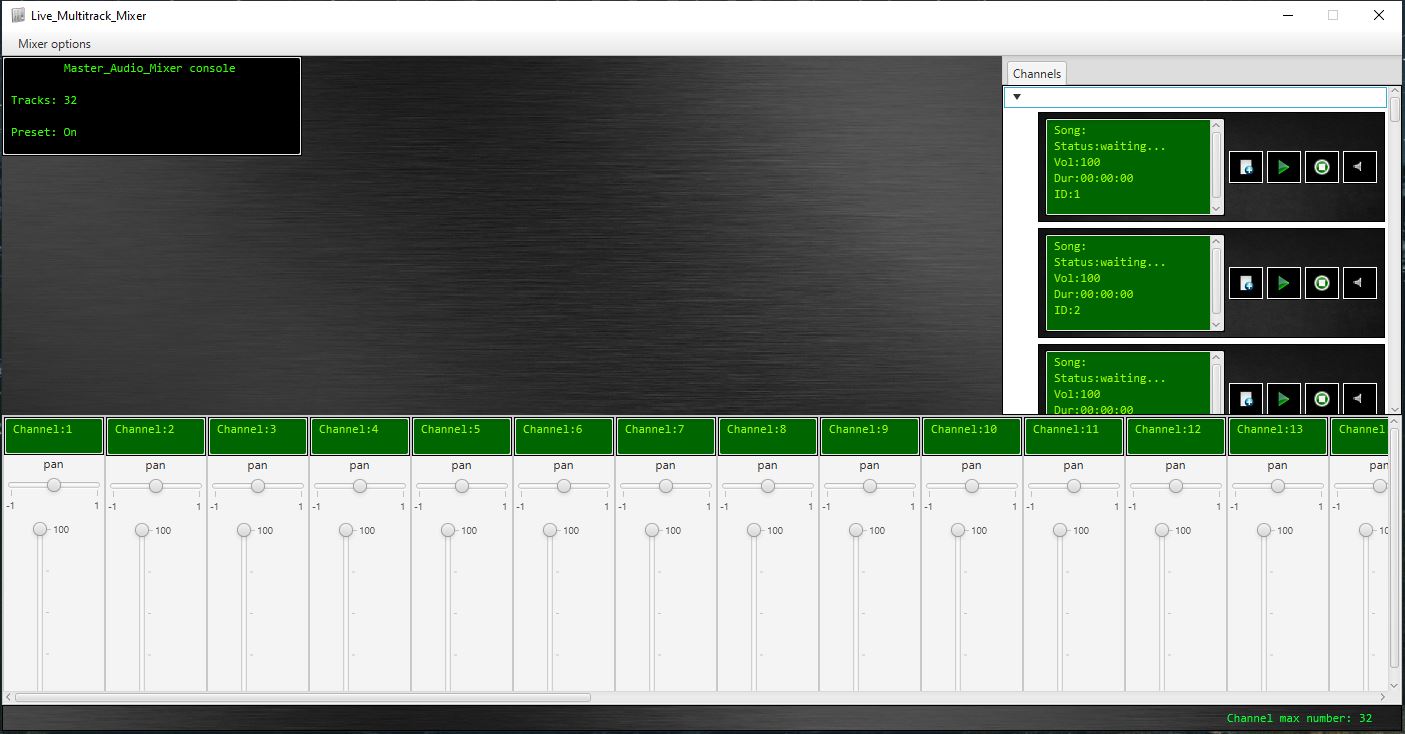 Live_Multitrack_Mixer
Mixer options
Master_Audio_Mixer console
Tracks: 32
Preset: On
Channels
Song:
Status:waiting...
Vol:100
Dur:00:00:00
ID:1
Song:
Status:waiting...
Vol:100
Dur:00:00:00
ID:2
Song:
Status:waiting...
Vol:100
Dur:00:00:00
Channel:1 Channel:2 Channel:3 Channel:4 Channel:5 Channel:6 Channel:7 Channel:8 Channel:9 Channel:10 Channel:11 Channel:12 Channel:13 Channel
pan pan pan pan pan pan pan pan pan pan pan pan pan pan
-1 1 -1 1 -1 1 -1 1 -1 1 -1 1 -1 1 -1 1 -1 1 -1 1 -1 1 -1 1 -1 1 -1
100 100 100 100 100 100 100 100 100 100 100 100 100 10
Channel max number: 32